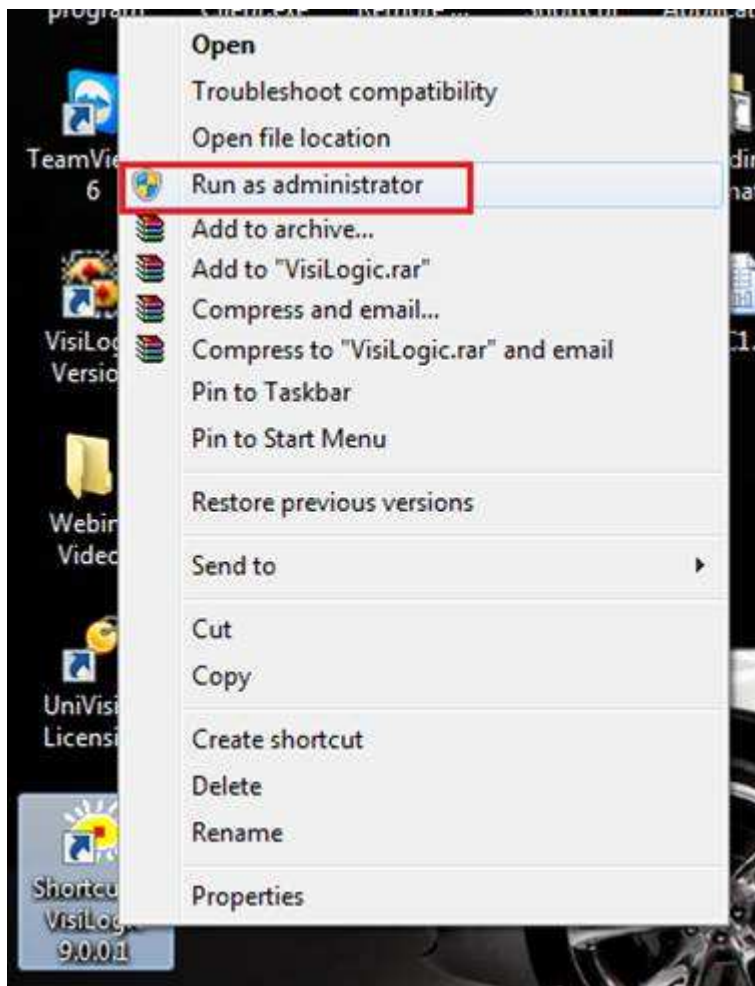 Open
Troubleshoot compatibility
Open file location
Run as administrator
Add to archive...
Add to "VisiLogic.rar"
Compress and email...
Compress to "VisiLogic.rar" and email
Pin to Taskbar
Pin to Start Menu
Restore previous versions
Send to
Cut
Copy
Create shortcut
Delete
Rename
Properties
TeamVie
6
VisiLog
Versio
Webin
Video
UniVisi
Licensi
Shortcu
VisiLogic
9.0.0.1